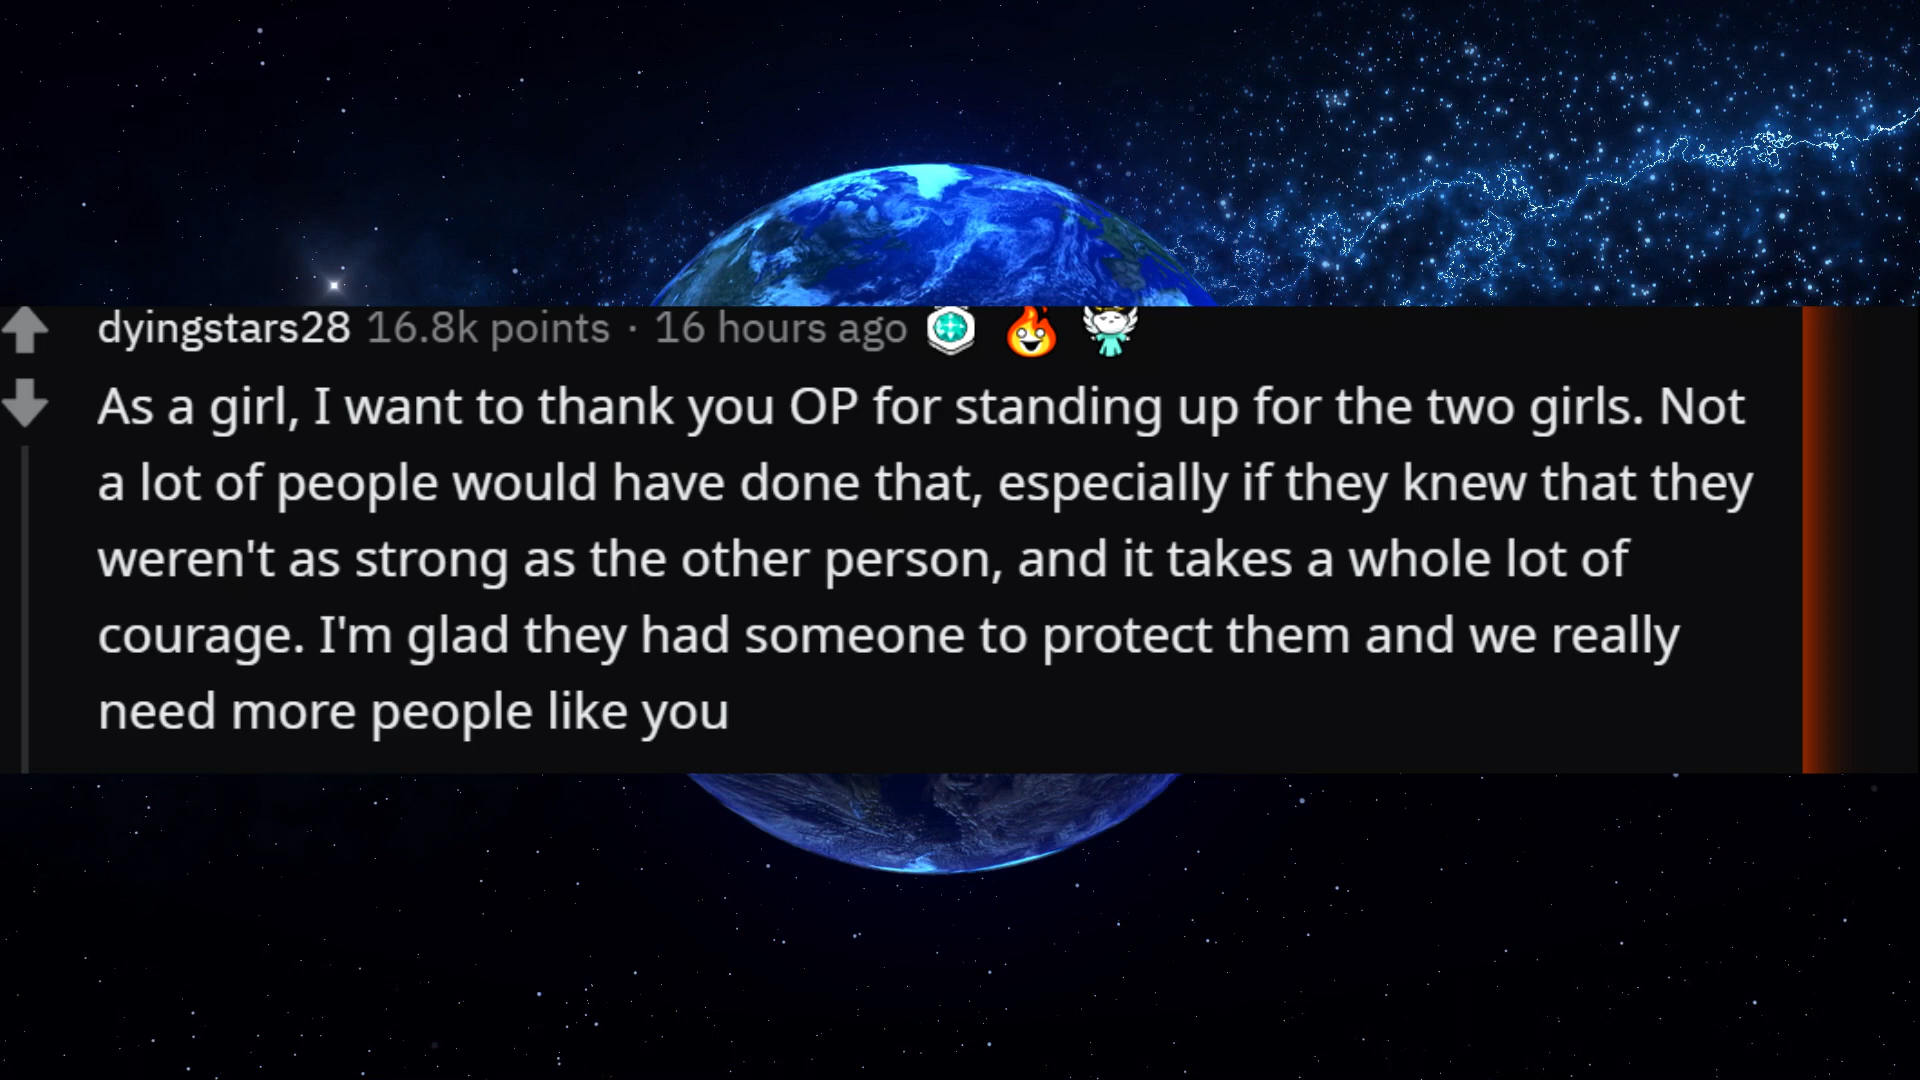 dyingstars28 16.8k points · 16 hours ago
As a girl, I want to thank you OP for standing up for the two girls. Not
a lot of people would have done that, especially if they knew that they
weren't as strong as the other person, and it takes a whole lot of
courage. I'm glad they had someone to protect them and we really
need more people like you